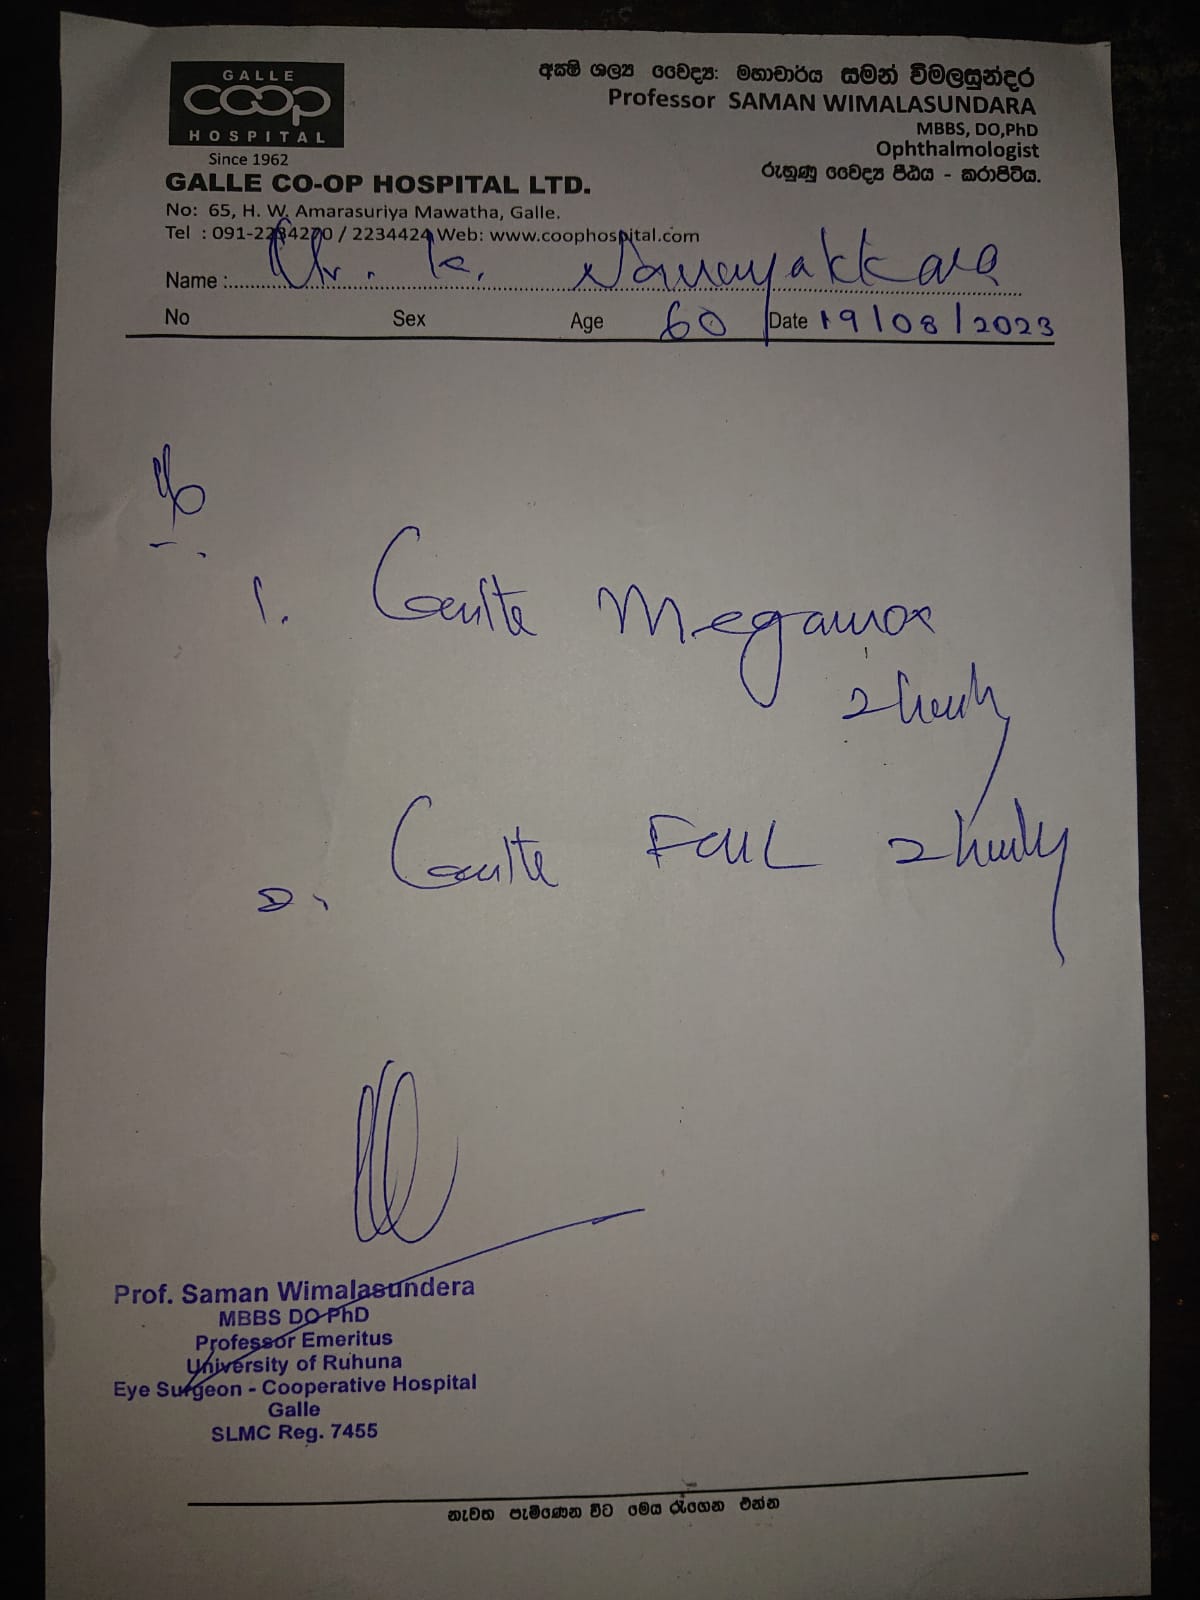 GALLE
COOP
HOSPITAL
Since 1962
GALLE CO-OP HOSPITAL LTD.
No: 65, H. W. Amarasuriya Mawatha, Galle.
Tel : 091-2234270 / 2234424 Web: www.coophospital.com
අක්ෂි ශල්‍ය වෛද්‍ය: මහාචාර්ය සමන් විමලසුන්දර
Professor SAMAN WIMALASUNDARA
MBBS, DO,PhD
Ophthalmologist
රුහුණු වෛද්‍ය පීඨය - කරාපිටිය.
Name : K. Nanayakkara
No Sex Age 60 Date 19/08/2023
1. Guitte Megamox
2 hourly
2. Guitte FML 2 hourly
Prof. Saman Wimalasundera
MBBS DO PhD
Professor Emeritus
University of Ruhuna
Eye Surgeon - Cooperative Hospital
Galle
SLMC Reg. 7455
නැවත පැමිණෙන විට මෙය රැගෙන එන්න